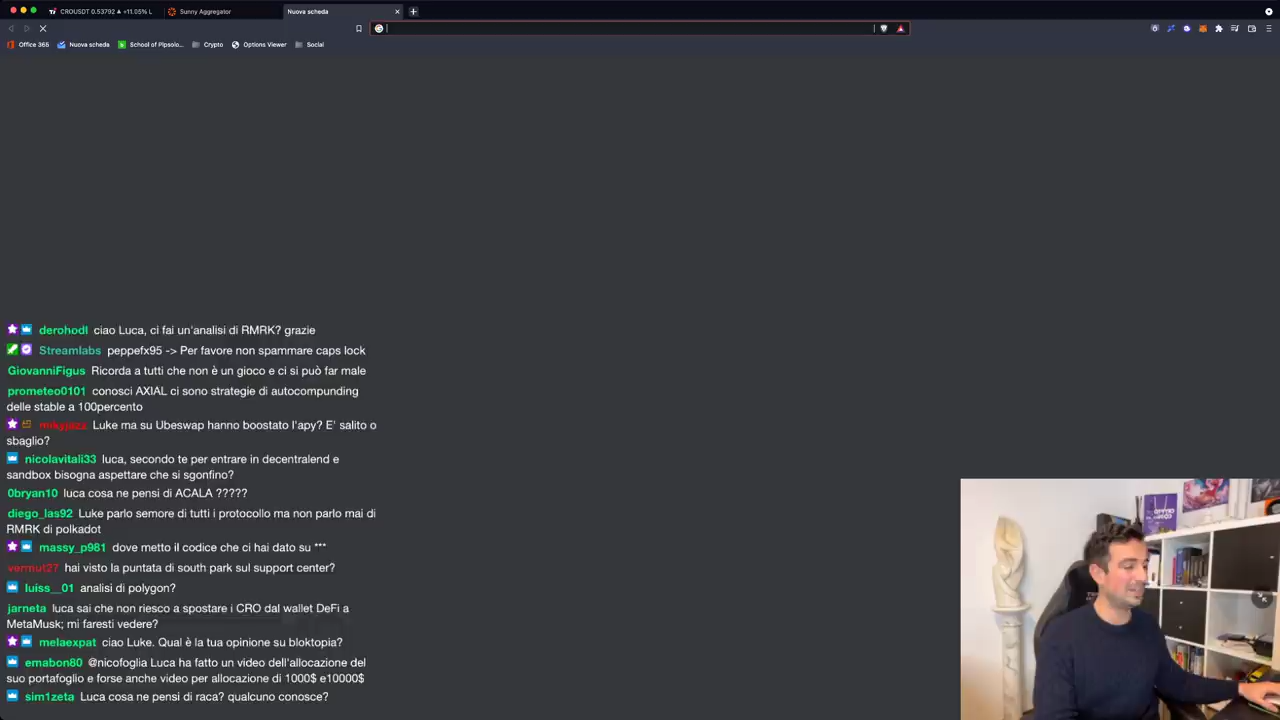 CROUSDT 0.53792 ▲ +11.05% L
Sunny Aggregator
Nuova scheda
Office 365
Nuova scheda
School of Pipsolo...
Crypto
Options Viewer
Social
derohodl ciao Luca, ci fai un'analisi di RMRK? grazie
Streamlabs peppefx95 -> Per favore non spammare caps lock
GiovanniFigus Ricorda a tutti che non è un gioco e ci si può far male
prometeo0101 conosci AXIAL ci sono strategie di autocompunding
delle stable a 100percento
Luke ma su Ubeswap hanno boostato l'apy? E' salito o
sbaglio?
nicolavitali33 luca, secondo te per entrare in decentralend e
sandbox bisogna aspettare che si sgonfino?
0bryan10 luca cosa ne pensi di ACALA ?????
diego_las92 Luke parlo semore di tutti i protocollo ma non parlo mai di
RMRK di polkadot
massy_p981 dove metto il codice che ci hai dato su ***
vermut27 hai visto la puntata di south park sul support center?
luiss__01 analisi di polygon?
jarneta luca sai che non riesco a spostare i CRO dal wallet DeFi a
MetaMusk; mi faresti vedere?
melaexpat ciao Luke. Qual è la tua opinione su bloktopia?
emabon80 @nicofoglia Luca ha fatto un video dell'allocazione del
suo portafoglio e forse anche video per allocazione di 1000$ e10000$
sim1zeta Luca cosa ne pensi di raca? qualcuno conosce?